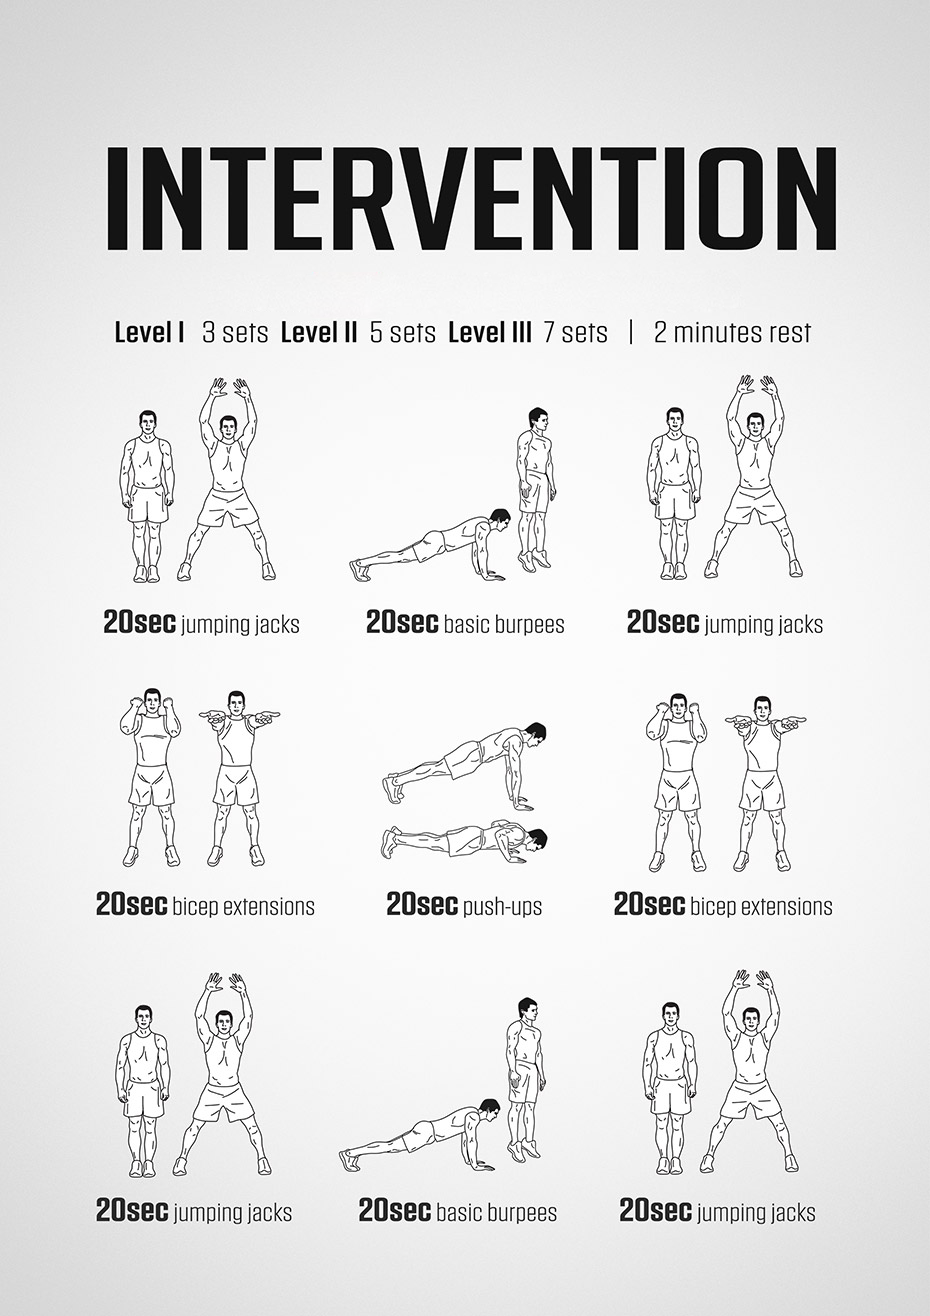 INTERVENTION
Level I 3 sets Level II 5 sets Level III 7 sets | 2 minutes rest
20sec jumping jacks
20sec basic burpees
20sec jumping jacks
20sec bicep extensions
20sec push-ups
20sec bicep extensions
20sec jumping jacks
20sec basic burpees
20sec jumping jacks